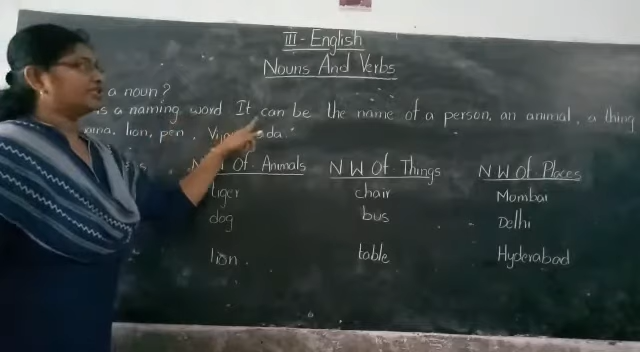 III - English
Nouns And Verbs
a noun?
is a naming word It can be the name of a person, an animal, a thing
lion, pen,
Of Animals N W Of Things N W Of Places
tiger chair Mombai
dog bus Delhi
lion table Hyderabad